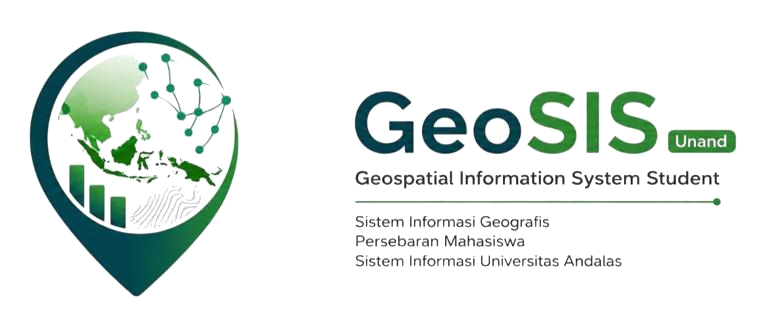 GeoSIS Unand
Geospatial Information System Student
Sistem Informasi Geografis
Persebaran Mahasiswa
Sistem Informasi Universitas Andalas